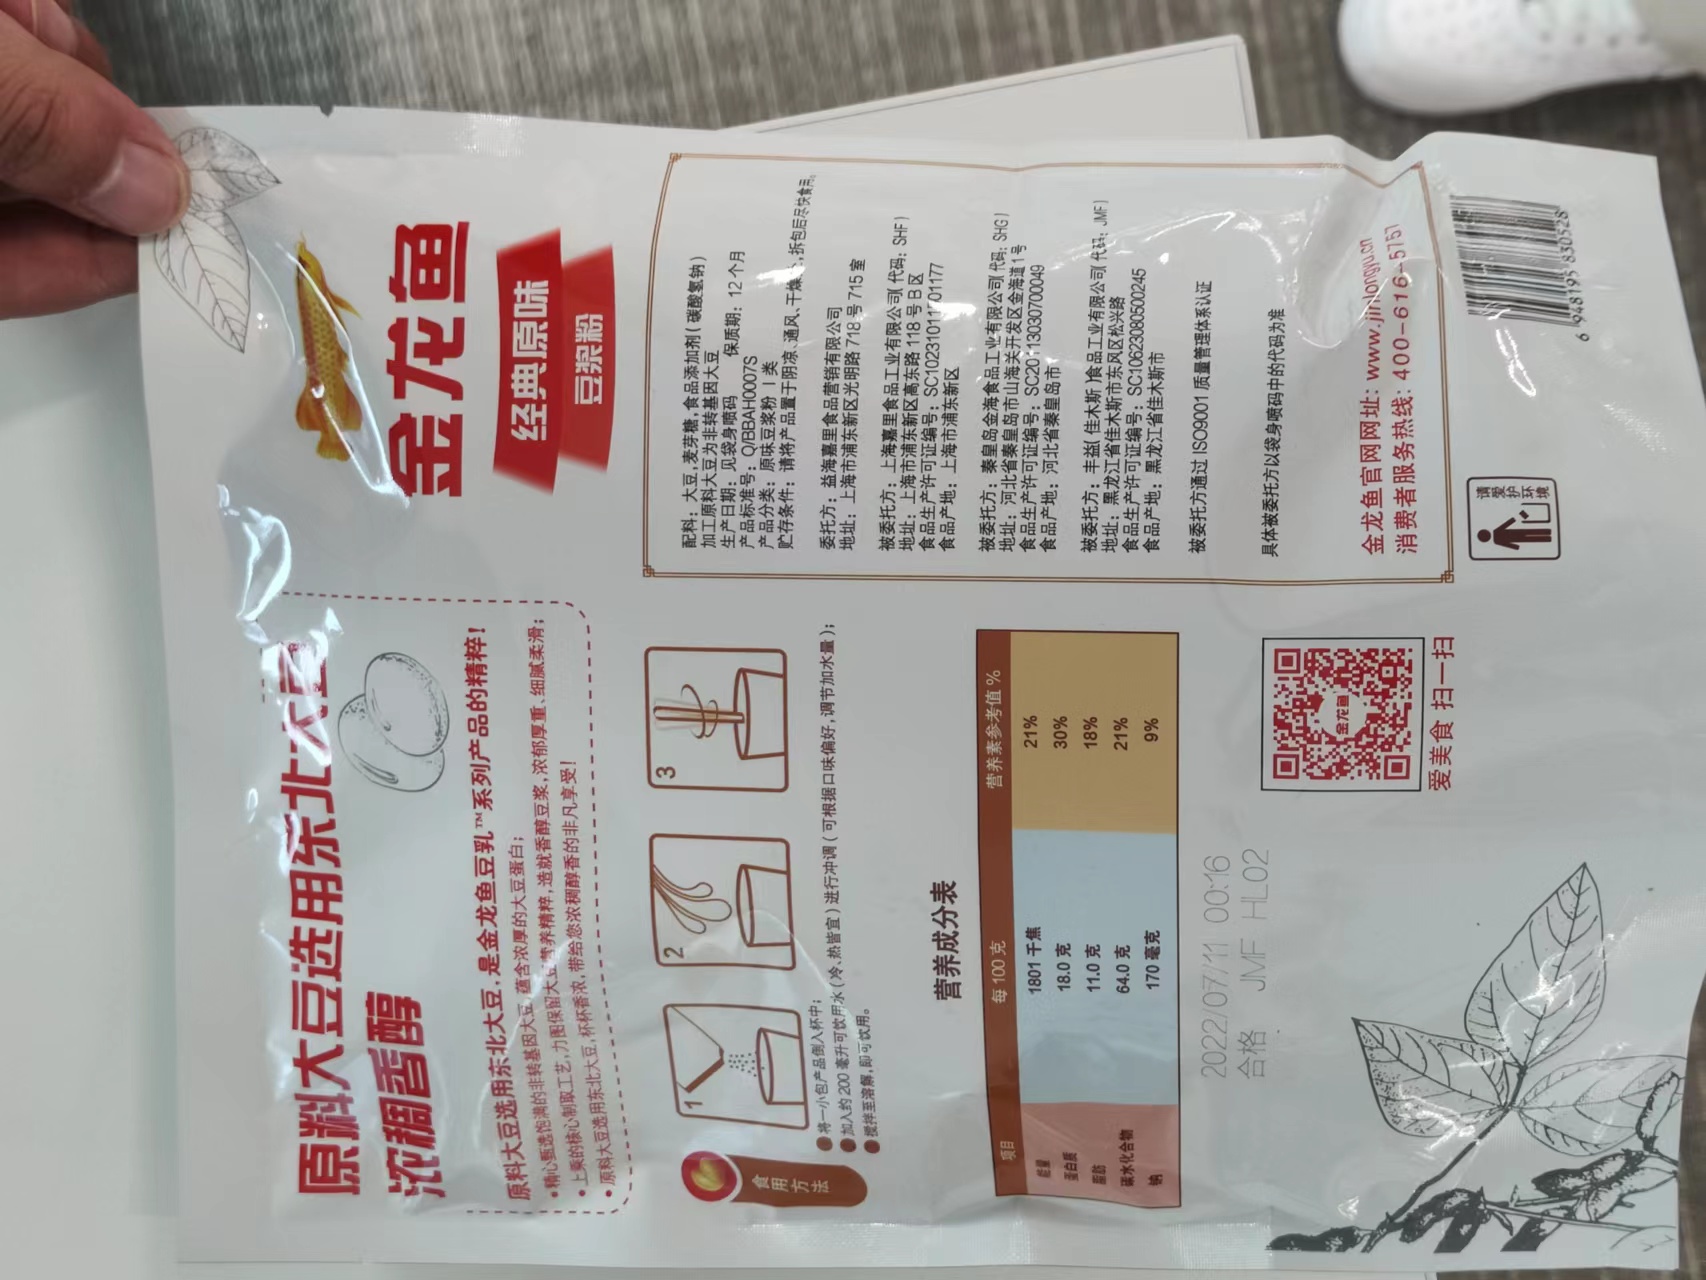 金龙鱼
经典原味
豆浆粉
原料大豆选用东北大豆
浓稠香醇
原料大豆选用东北大豆，是金龙鱼豆乳™系列产品的精粹！
•精心甄选饱满的非转基因大豆，蕴含浓厚的大豆蛋白；
•上乘的核心制取工艺，力图保留大豆营养精粹，造就香醇豆浆，浓郁厚重、细腻柔滑；
•原料大豆选用东北大豆，杯杯香浓，带给您浓稠醇香的非凡享受！
食用方法
1
2
3
●将一小包产品倒入杯中；
●加入约200毫升可饮用水（冷、热皆宜）进行冲调（可根据口味偏好，调节加水量）；
●搅拌至溶解，即可饮用。
营养成分表
项目 每100克 营养素参考值%
能量 1801千焦 21%
蛋白质 18.0克 30%
脂肪 11.0克 18%
碳水化合物 64.0克 21%
钠 170毫克 9%
2022/07/11 00:16
合格 JMF HL02
配料：大豆，麦芽糖，食品添加剂（碳酸氢钠）
加工原料大豆为非转基因大豆
生产日期：见袋身喷码 保质期：12个月
产品标准号：Q/BBAH0007S
产品分类：原味豆浆粉 I类
贮存条件：请将产品置于阴凉、通风、干燥，拆包后尽快食用。
委托方：益海嘉里食品营销有限公司
地址：上海市浦东新区光明路718号715室
被委托方：上海嘉里食品工业有限公司（代码：SHF）
地址：上海市浦东新区高东路118号B区
食品生产许可证编号：SC10231011501177
食品产地：上海市浦东新区
被委托方：秦皇岛金海食品工业有限公司（代码：SHG）
地址：河北省秦皇岛市山海关开发区金海道1号
食品生产许可证编号：SC20113030700049
食品产地：河北省秦皇岛市
被委托方：丰益（佳木斯）食品工业有限公司（代码：JMF）
地址：黑龙江省佳木斯市东风区松兴路
食品生产许可证编号：SC10623080500245
食品产地：黑龙江省佳木斯市
被委托方通过ISO9001质量管理体系认证
具体被委托方以袋身喷码中的代码为准
金龙鱼官网网址：www.jinlongyu.cn
消费者服务热线：400-616-5757
请爱护环境
6 948195 830528
金龙鱼
爱美食 扫一扫